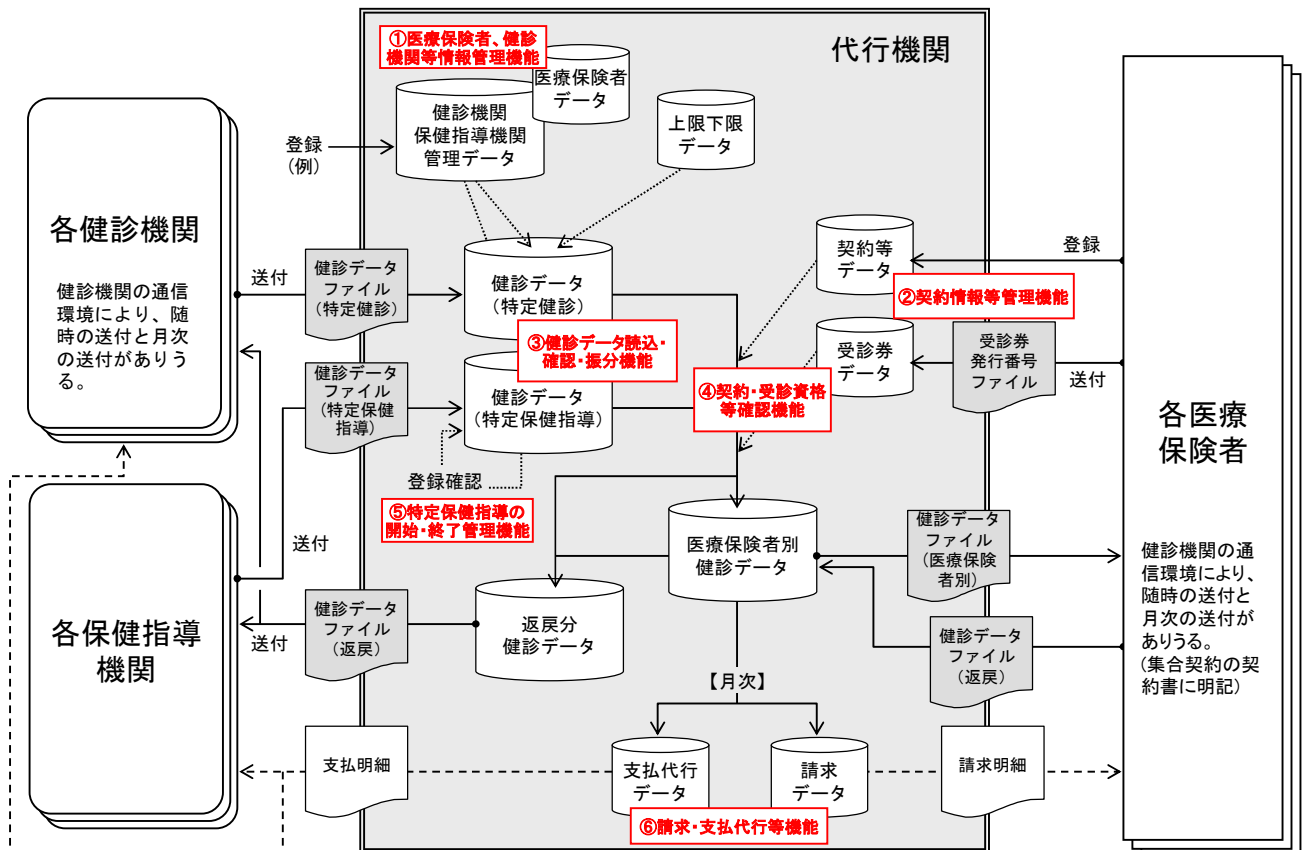 ①医療保険者、健診
機関等情報管理機能
代行機関
医療保険者
データ
健診機関
保健指導機関
管理データ
上限下限
データ
登録
(例)
各健診機関
健診機関の通信
環境により、随
時の送付と月次
の送付がありう
る。
送付
健診データ
ファイル
(特定健診)
健診データ
(特定健診)
契約等
データ
登録
②契約情報等管理機能
③健診データ読込・
確認・振分機能
受診券
データ
受診券
発行番号
ファイル
送付
健診データ
ファイル
(特定保健
指導)
健診データ
(特定保健指導)
④契約・受診資格
等確認機能
各医療
保険者
登録確認
⑤特定保健指導の
開始・終了管理機能
送付
医療保険者別
健診データ
健診データ
ファイル
(医療保険
者別)
健診機関の通
信環境により、
随時の送付と
月次の送付が
ありうる。
(集合契約の契
約書に明記)
各保健指導
機関
送付
健診データ
ファイル
(返戻)
返戻分
健診データ
健診データ
ファイル
(返戻)
【月次】
支払明細
支払代行
データ
請求
データ
請求明細
⑥請求・支払代行等機能